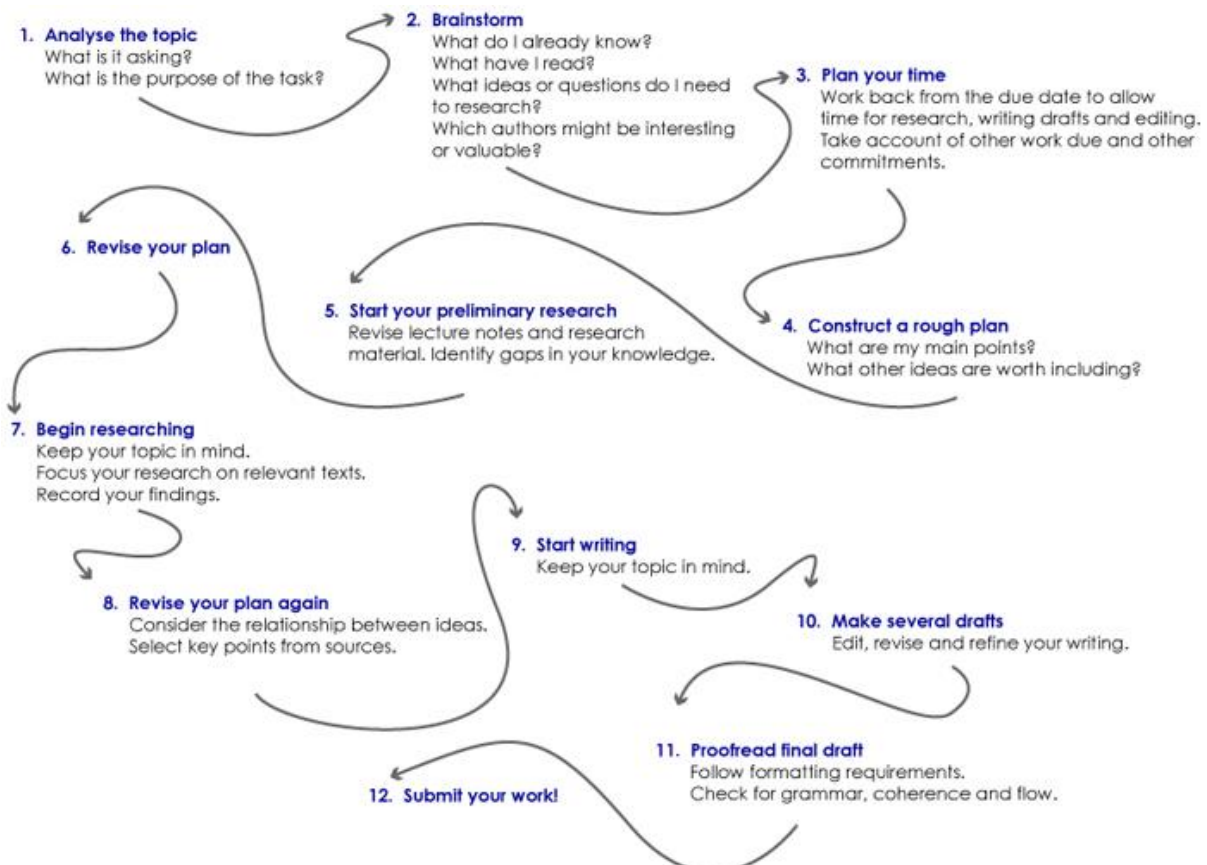 1. Analyse the topic
What is it asking?
What is the purpose of the task?
2. Brainstorm
What do I already know?
What have I read?
What ideas or questions do I need
to research?
Which authors might be interesting
or valuable?
3. Plan your time
Work back from the due date to allow
time for research, writing drafts and editing.
Take account of other work due and other
commitments.
4. Construct a rough plan
What are my main points?
What other ideas are worth including?
5. Start your preliminary research
Revise lecture notes and research
material. Identify gaps in your knowledge.
6. Revise your plan
7. Begin researching
Keep your topic in mind.
Focus your research on relevant texts.
Record your findings.
8. Revise your plan again
Consider the relationship between ideas.
Select key points from sources.
9. Start writing
Keep your topic in mind.
10. Make several drafts
Edit, revise and refine your writing.
11. Proofread final draft
Follow formatting requirements.
Check for grammar, coherence and flow.
12. Submit your work!